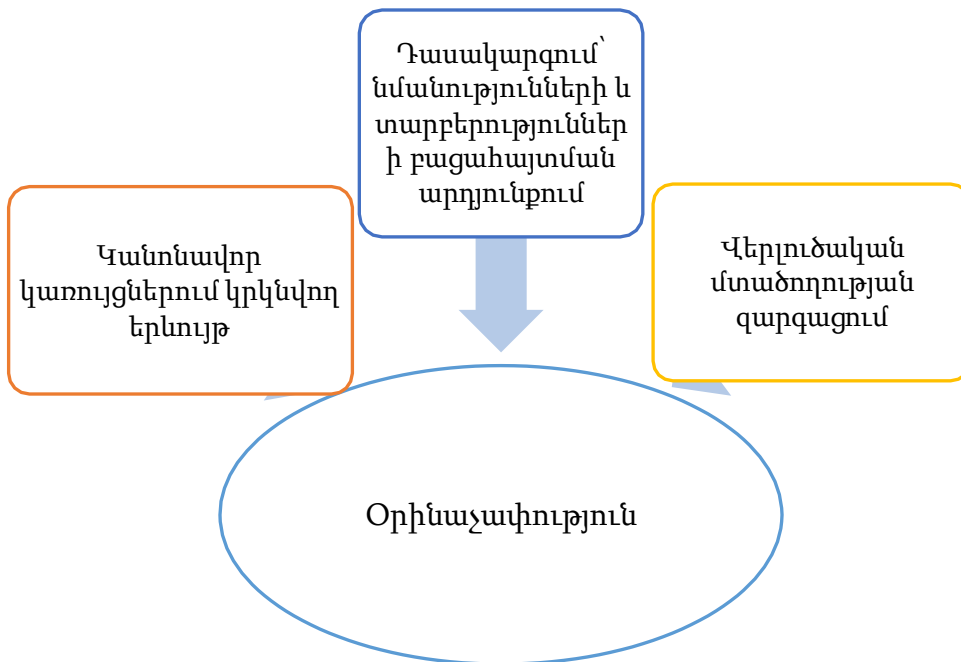 Դասակարգում՝
նմանությունների և
տարբերություններ
ի բացահայտման
արդյունքում
Կանոնավոր
կառույցներում կրկնվող
երևույթ
Վերլուծական
մտածողության
զարգացում
Օրինաչափություն